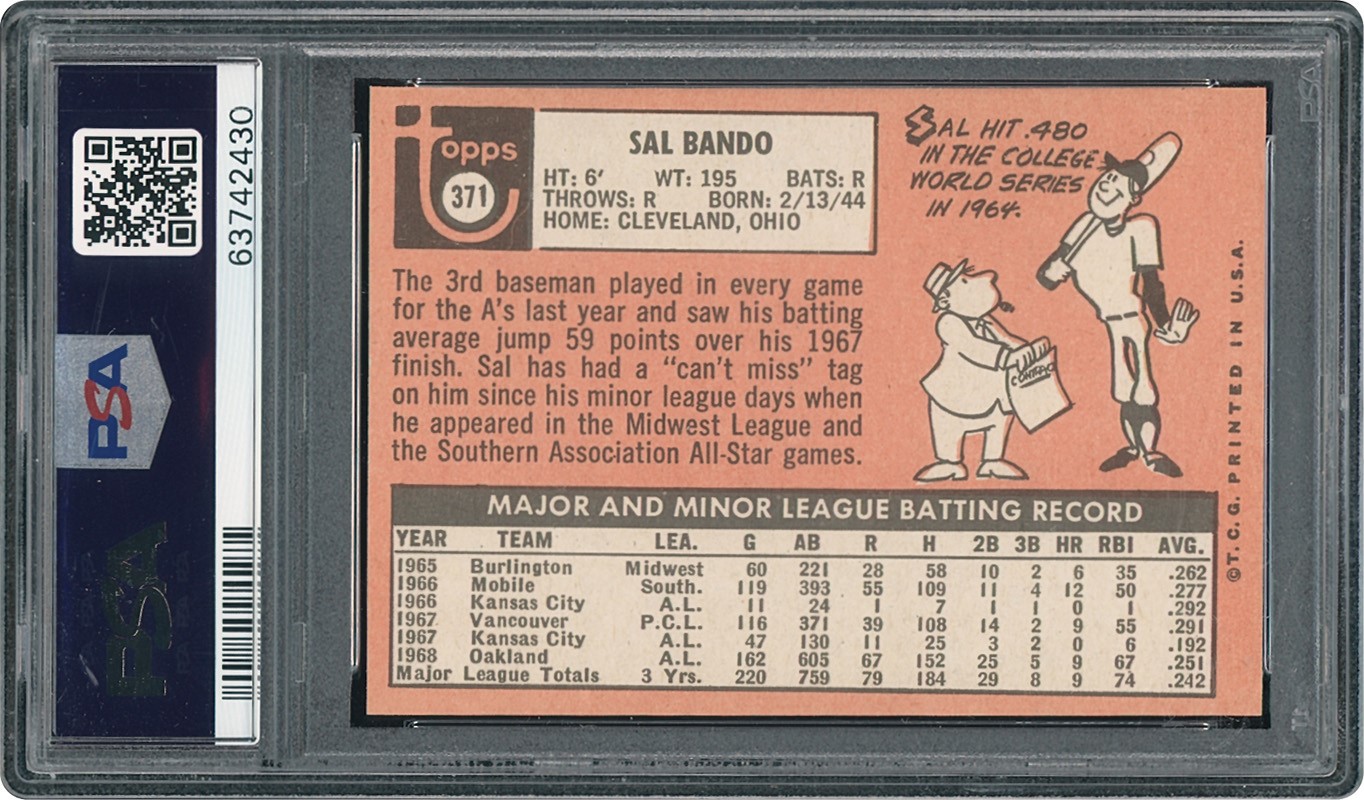 63742430
PSA
PSA
PSA
Topps
371
SAL BANDO
HT: 6' WT: 195 BATS: R
THROWS: R BORN: 2/13/44
HOME: CLEVELAND, OHIO
The 3rd baseman played in every game
for the A's last year and saw his batting
average jump 59 points over his 1967
finish. Sal has had a "can't miss" tag
on him since his minor league days when
he appeared in the Midwest League and
the Southern Association All-Star games.
SAL HIT .480
IN THE COLLEGE
WORLD SERIES
IN 1964.
CONTRACT
©T.C.G. PRINTED IN U.S.A.
MAJOR AND MINOR LEAGUE BATTING RECORD
YEAR TEAM LEA. G AB R H 2B 3B HR RBI AVG.
1965 Burlington Midwest 60 221 28 58 10 2 6 35 .262
1966 Mobile South. 119 393 55 109 11 4 12 50 .277
1966 Kansas City A.L. 11 24 1 7 1 1 0 1 .292
1967 Vancouver P.C.L. 116 371 39 108 14 2 9 55 .291
1967 Kansas City A.L. 47 130 11 25 3 2 0 6 .192
1968 Oakland A.L. 162 605 67 152 25 5 9 67 .251
Major League Totals 3 Yrs. 220 759 79 184 29 8 9 74 .242